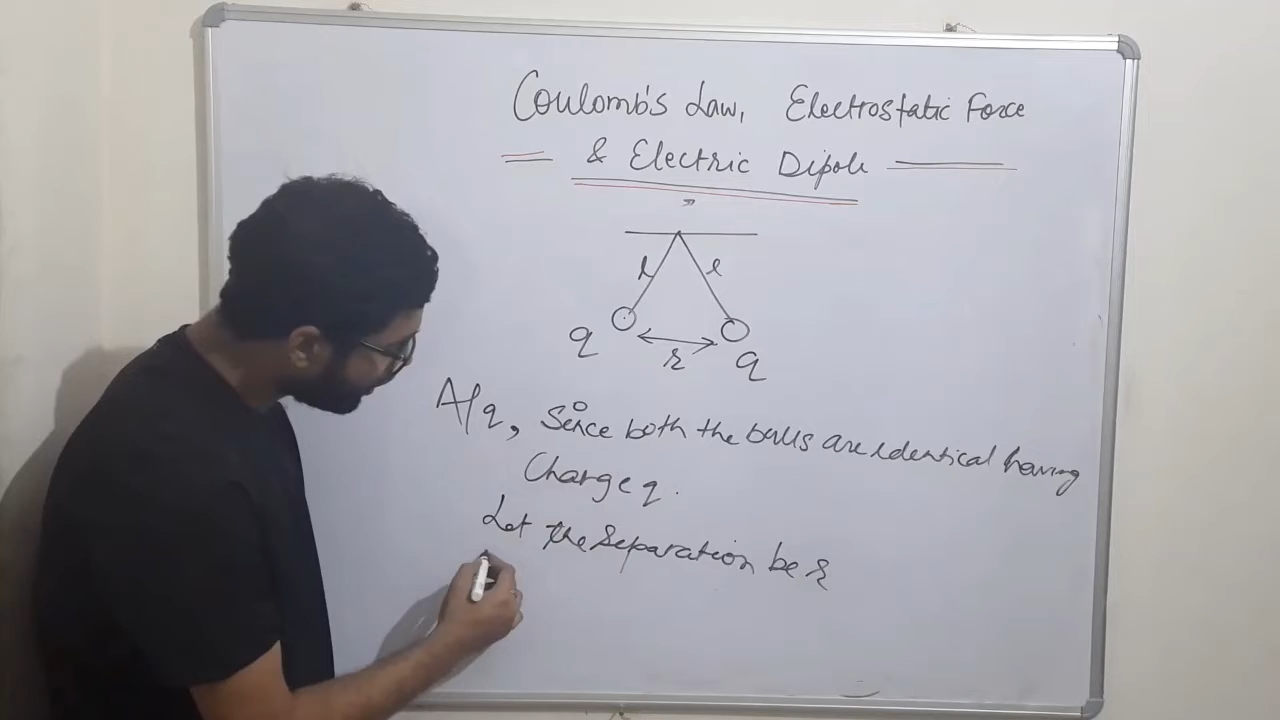 Coulomb's Law, Electrostatic Force
& Electric Dipole
l l
q r q
A/q, Since both the balls are identical having
Charge q.
Let the Separation be r